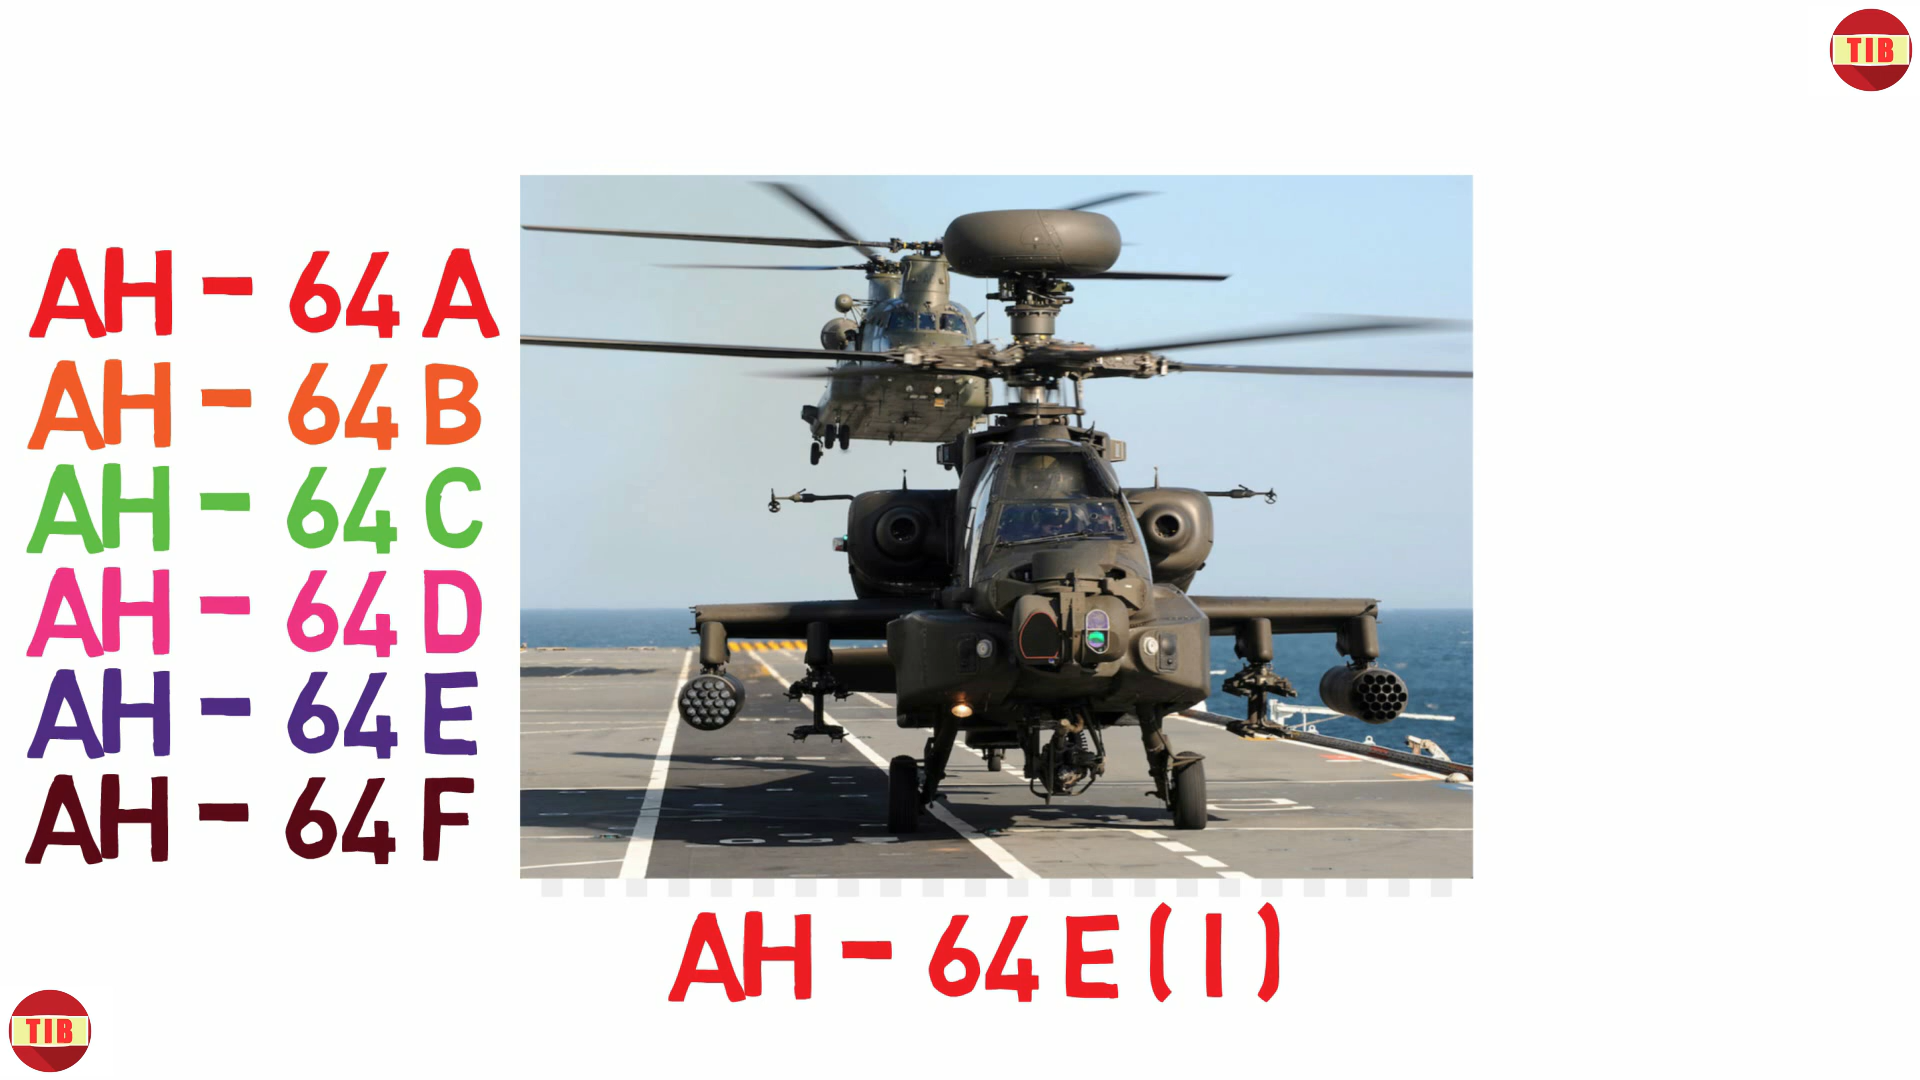 TIB
AH - 64 A
AH - 64 B
AH - 64 C
AH - 64 D
AH - 64 E
AH - 64 F
AH - 64 E ( I )
TIB